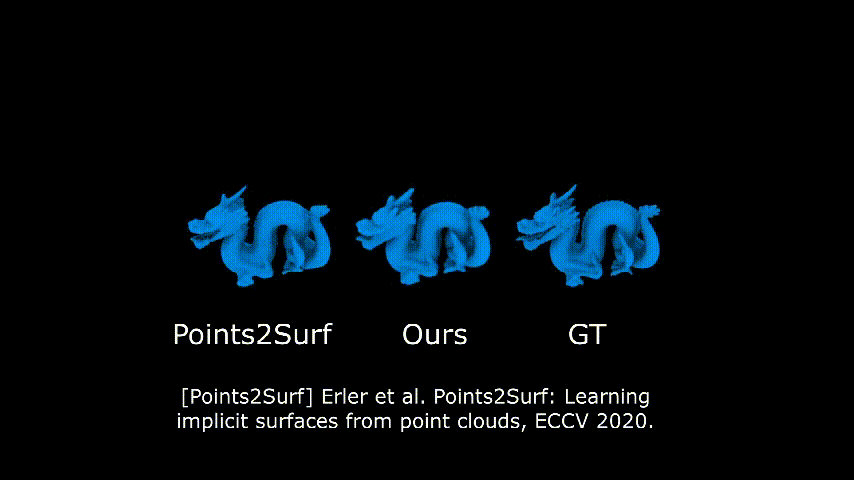 Points2Surf Ours GT
[Points2Surf] Erler et al. Points2Surf: Learning
implicit surfaces from point clouds, ECCV 2020.